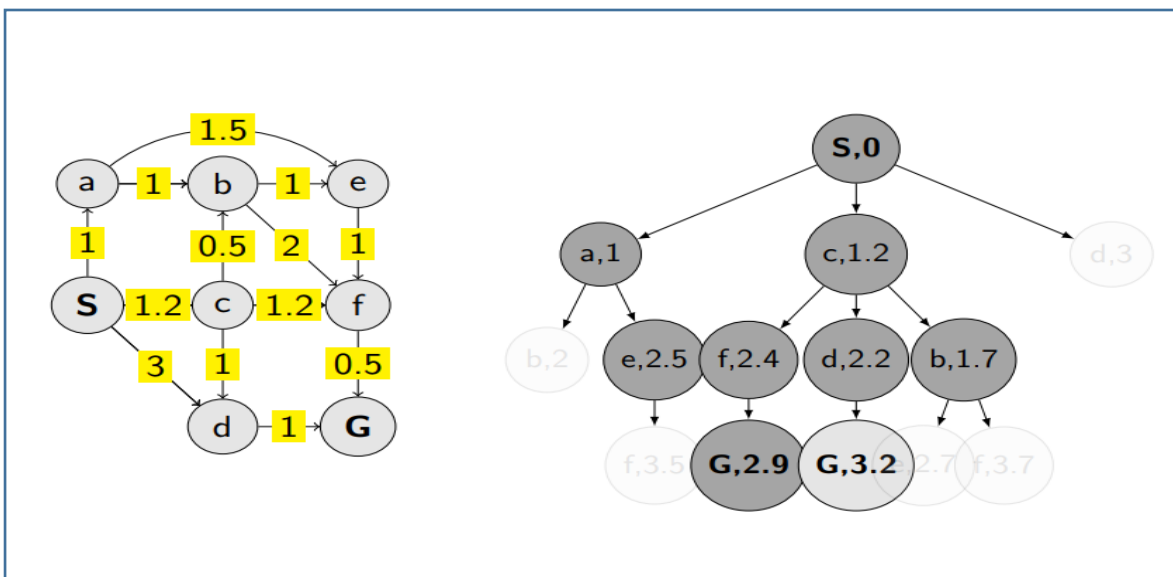 1.5
a 1 b 1 e
1 0.5 2 1
S 1.2 c 1.2 f
3 1 0.5
d 1 G
S,0
a,1 c,1.2 d,3
b,2 e,2.5 f,2.4 d,2.2 b,1.7
f,3.5 G,2.9 G,3.2 e,2.7 f,3.7